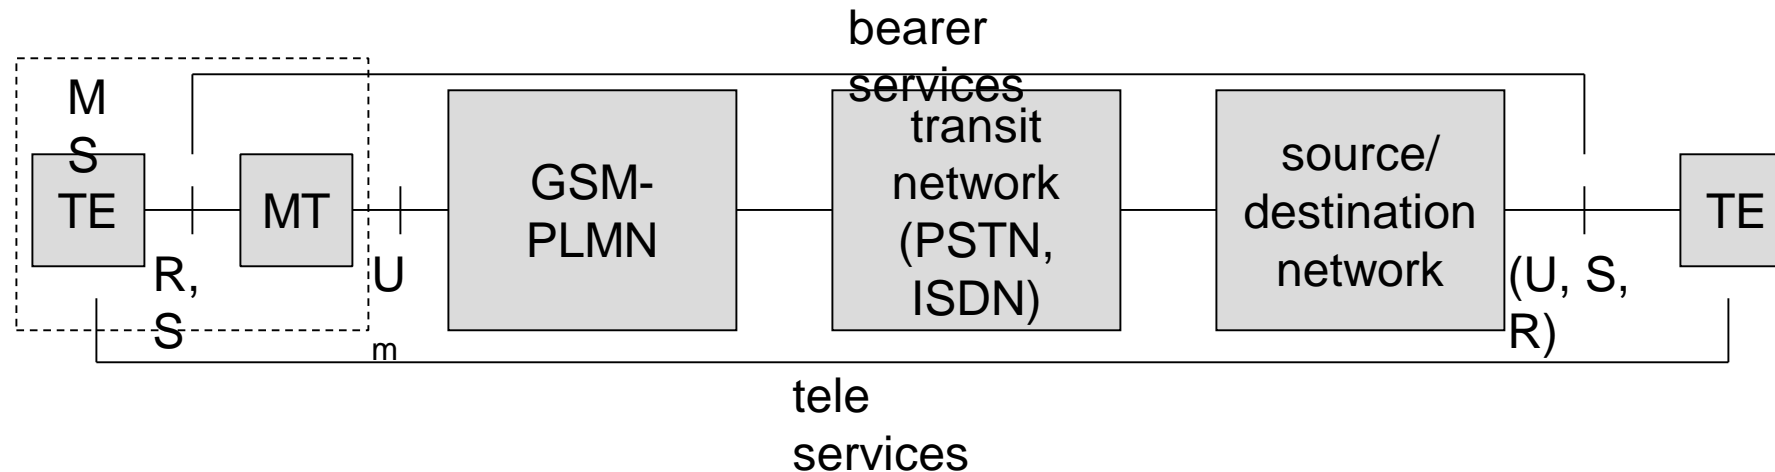 bearer
services
M
S
TE
R,
S
MT
U
m
GSM-
PLMN
transit
network
(PSTN,
ISDN)
source/
destination
network
(U, S,
R)
TE
tele
services